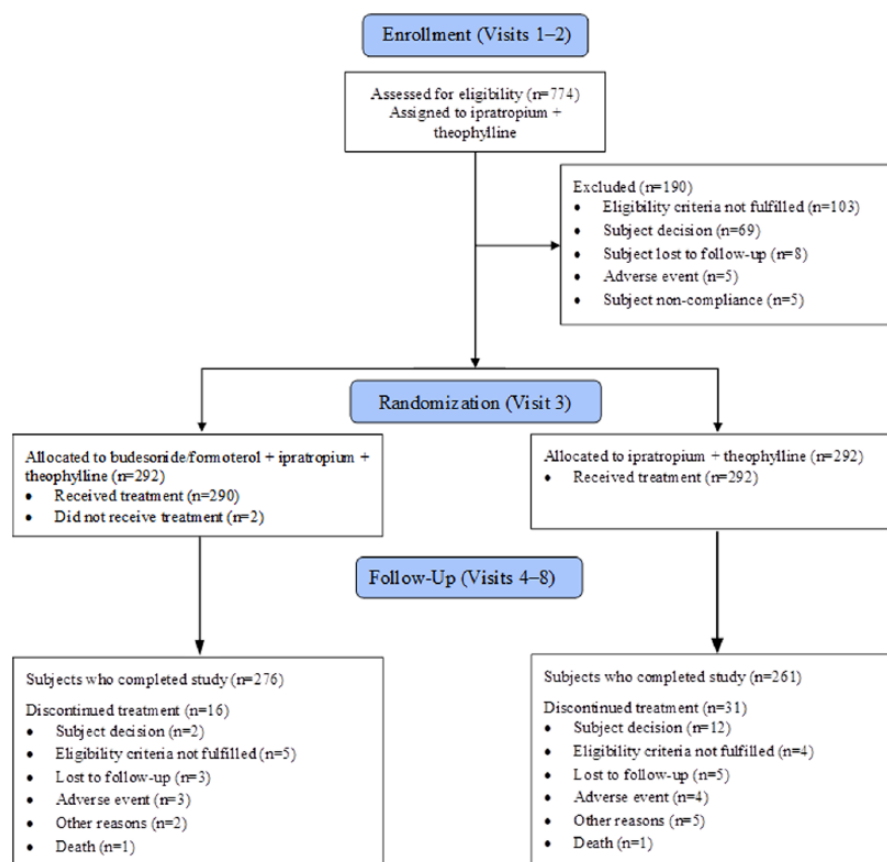 Enrollment (Visits 1–2)
Assessed for eligibility (n=774)
Assigned to ipratropium +
theophylline
Excluded (n=190)
• Eligibility criteria not fulfilled (n=103)
• Subject decision (n=69)
• Subject lost to follow-up (n=8)
• Adverse event (n=5)
• Subject non-compliance (n=5)
Randomization (Visit 3)
Allocated to budesonide/formoterol + ipratropium +
theophylline (n=292)
• Received treatment (n=290)
• Did not receive treatment (n=2)
Allocated to ipratropium + theophylline (n=292)
• Received treatment (n=292)
Follow-Up (Visits 4–8)
Subjects who completed study (n=276)
Discontinued treatment (n=16)
• Subject decision (n=2)
• Eligibility criteria not fulfilled (n=5)
• Lost to follow-up (n=3)
• Adverse event (n=3)
• Other reasons (n=2)
• Death (n=1)
Subjects who completed study (n=261)
Discontinued treatment (n=31)
• Subject decision (n=12)
• Eligibility criteria not fulfilled (n=4)
• Lost to follow-up (n=5)
• Adverse event (n=4)
• Other reasons (n=5)
• Death (n=1)